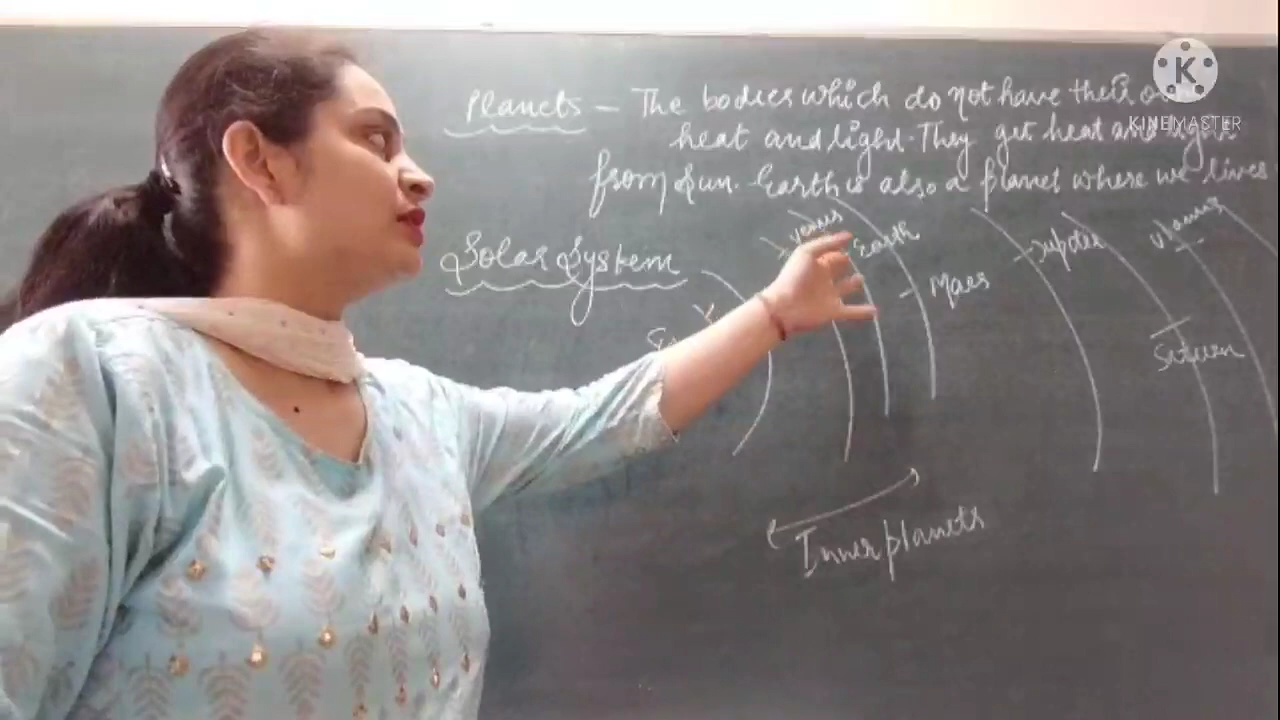 Planets - The bodies which do not have their own
heat and light. They get heat and light
from Sun. Earth is also a planet where we lives
Solar System
Venus
Earth
Mars
Jupiter
Saturn
Uranus
Inner planets
K
KINEMASTER